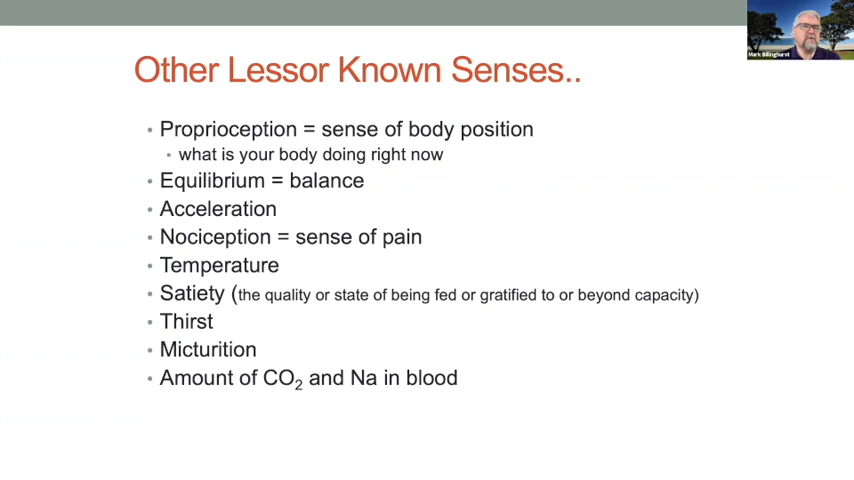 Mark Billinghurst
Other Lessor Known Senses..
• Proprioception = sense of body position
• what is your body doing right now
• Equilibrium = balance
• Acceleration
• Nociception = sense of pain
• Temperature
• Satiety (the quality or state of being fed or gratified to or beyond capacity)
• Thirst
• Micturition
• Amount of CO₂ and Na in blood